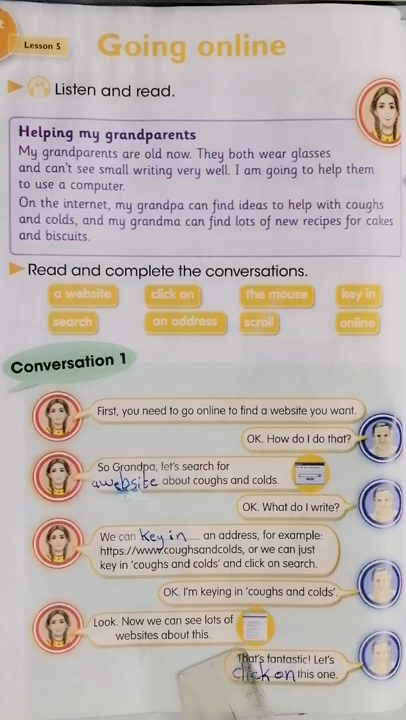 Lesson 5
Going online
Listen and read.
Helping my grandparents
My grandparents are old now. They both wear glasses
and can't see small writing very well. I am going to help them
to use a computer.
On the internet, my grandpa can find ideas to help with coughs
and colds, and my grandma can find lots of new recipes for cakes
and biscuits.
Read and complete the conversations.
a website click on the mouse key in
search an address scroll online
Conversation 1
First, you need to go online to find a website you want.
OK. How do I do that?
So Grandpa, let's search for
a website about coughs and colds.
OK. What do I write?
We can key in an address, for example:
https://www.coughsandcolds, or we can just
key in 'coughs and colds' and click on search.
OK. I'm keying in 'coughs and colds'.
Look. Now we can see lots of
websites about this.
That's fantastic! Let's
click on this one.